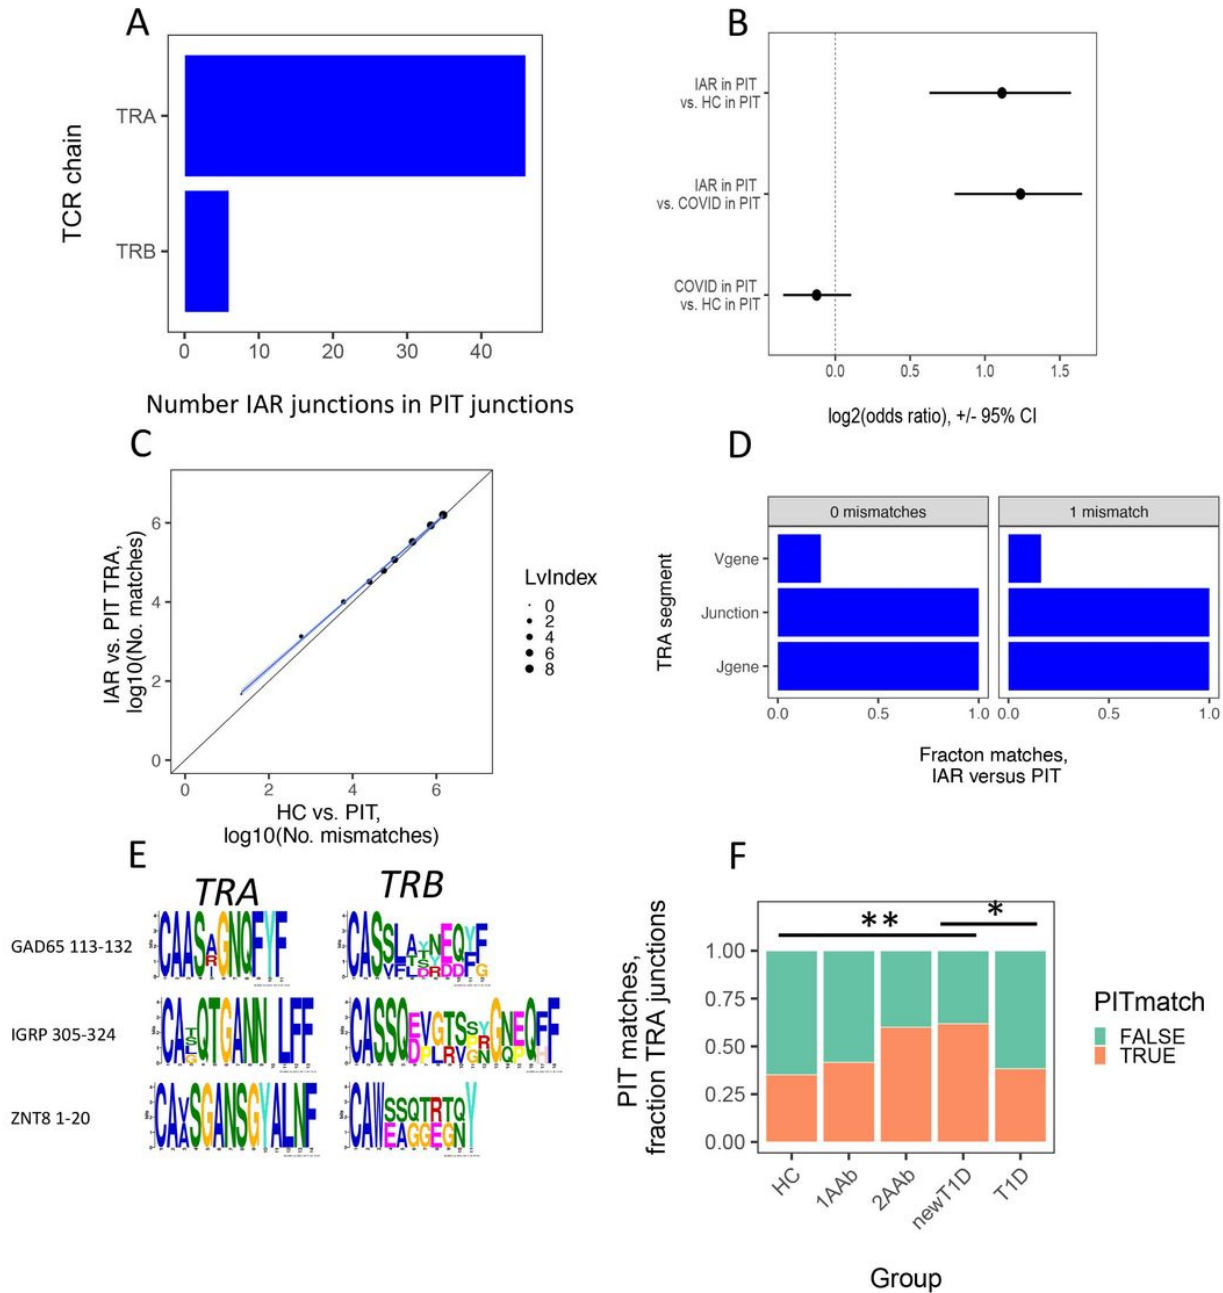 A
TRA
TRB
TCR chain
0 10 20 30 40
Number IAR junctions in PIT junctions
B
IAR in PIT
vs. HC in PIT
IAR in PIT
vs. COVID in PIT
COVID in PIT
vs. HC in PIT
0.0 0.5 1.0 1.5
log2(odds ratio), +/- 95% CI
C
IAR vs. PIT TRA,
log10(No. matches)
6
4
2
0
0 2 4 6
HC vs. PIT,
log10(No. mismatches)
LvIndex
0
2
4
6
8
D
0 mismatches
1 mismatch
TRA segment
Vgene
Junction
Jgene
0.0 0.5 1.0
0.0 0.5 1.0
Fracton matches,
IAR versus PIT
E
TRA
TRB
GAD65 113-132
IGRP 305-324
ZNT8 1-20
F
PIT matches,
fraction TRA junctions
** *
1.00
0.75
0.50
0.25
0.00
HC
1AAb
2AAb
newT1D
T1D
Group
PITmatch
FALSE
TRUE